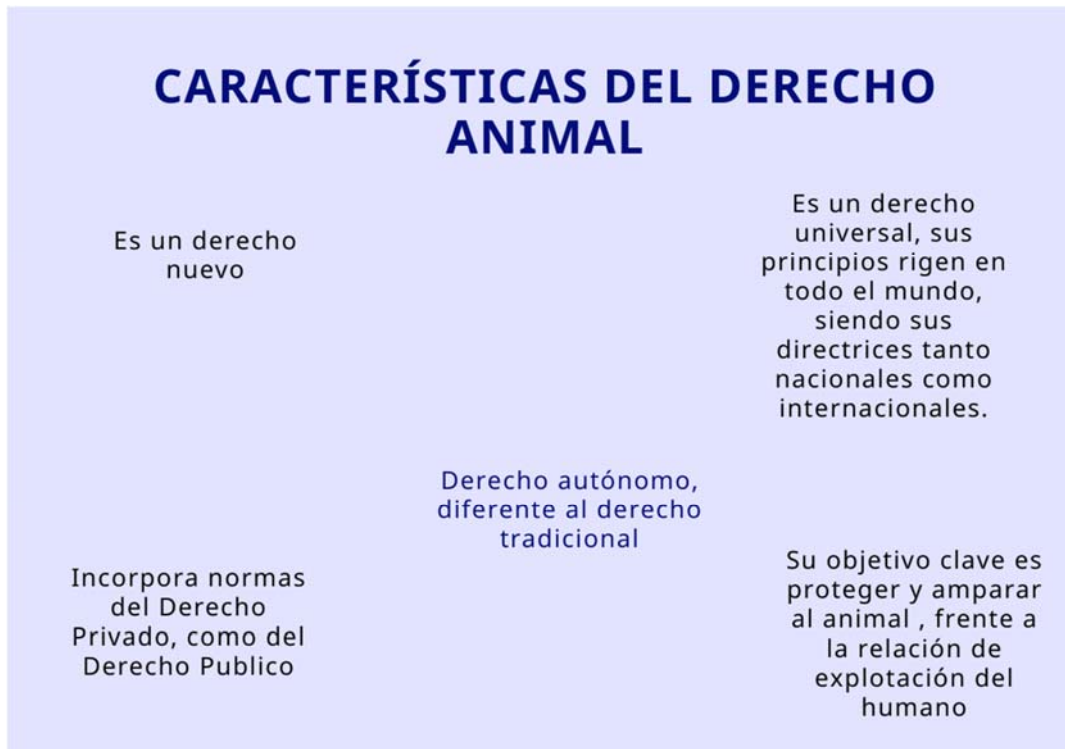 CARACTERÍSTICAS DEL DERECHO
ANIMAL
Es un derecho
nuevo
Es un derecho
universal, sus
principios rigen en
todo el mundo,
siendo sus
directrices tanto
nacionales como
internacionales.
Derecho autónomo,
diferente al derecho
tradicional
Incorpora normas
del Derecho
Privado, como del
Derecho Publico
Su objetivo clave es
proteger y amparar
al animal , frente a
la relación de
explotación del
humano